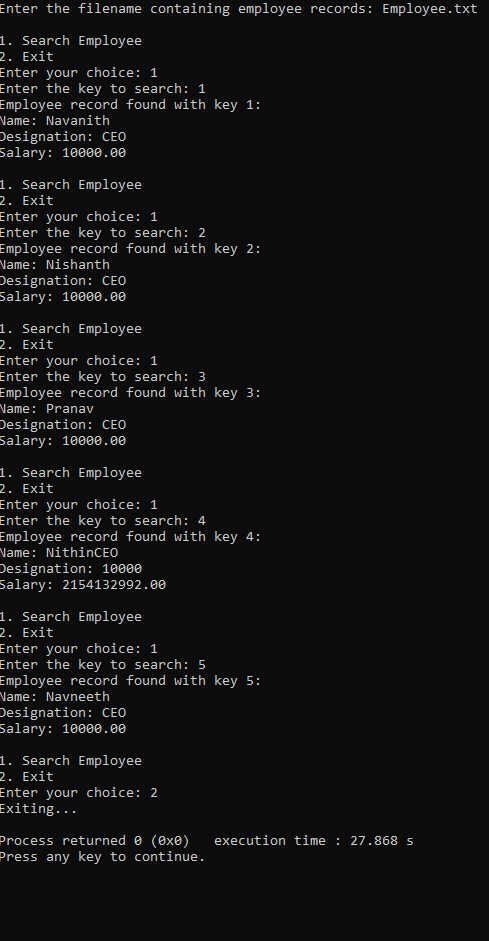 Enter the filename containing employee records: Employee.txt

1. Search Employee
2. Exit
Enter your choice: 1
Enter the key to search: 1
Employee record found with key 1:
Name: Navanith
Designation: CEO
Salary: 10000.00

1. Search Employee
2. Exit
Enter your choice: 1
Enter the key to search: 2
Employee record found with key 2:
Name: Nishanth
Designation: CEO
Salary: 10000.00

1. Search Employee
2. Exit
Enter your choice: 1
Enter the key to search: 3
Employee record found with key 3:
Name: Pranav
Designation: CEO
Salary: 10000.00

1. Search Employee
2. Exit
Enter your choice: 1
Enter the key to search: 4
Employee record found with key 4:
Name: NithinCEO
Designation: 10000
Salary: 2154132992.00

1. Search Employee
2. Exit
Enter your choice: 1
Enter the key to search: 5
Employee record found with key 5:
Name: Navneeth
Designation: CEO
Salary: 10000.00

1. Search Employee
2. Exit
Enter your choice: 2
Exiting...

Process returned 0 (0x0)   execution time : 27.868 s
Press any key to continue.